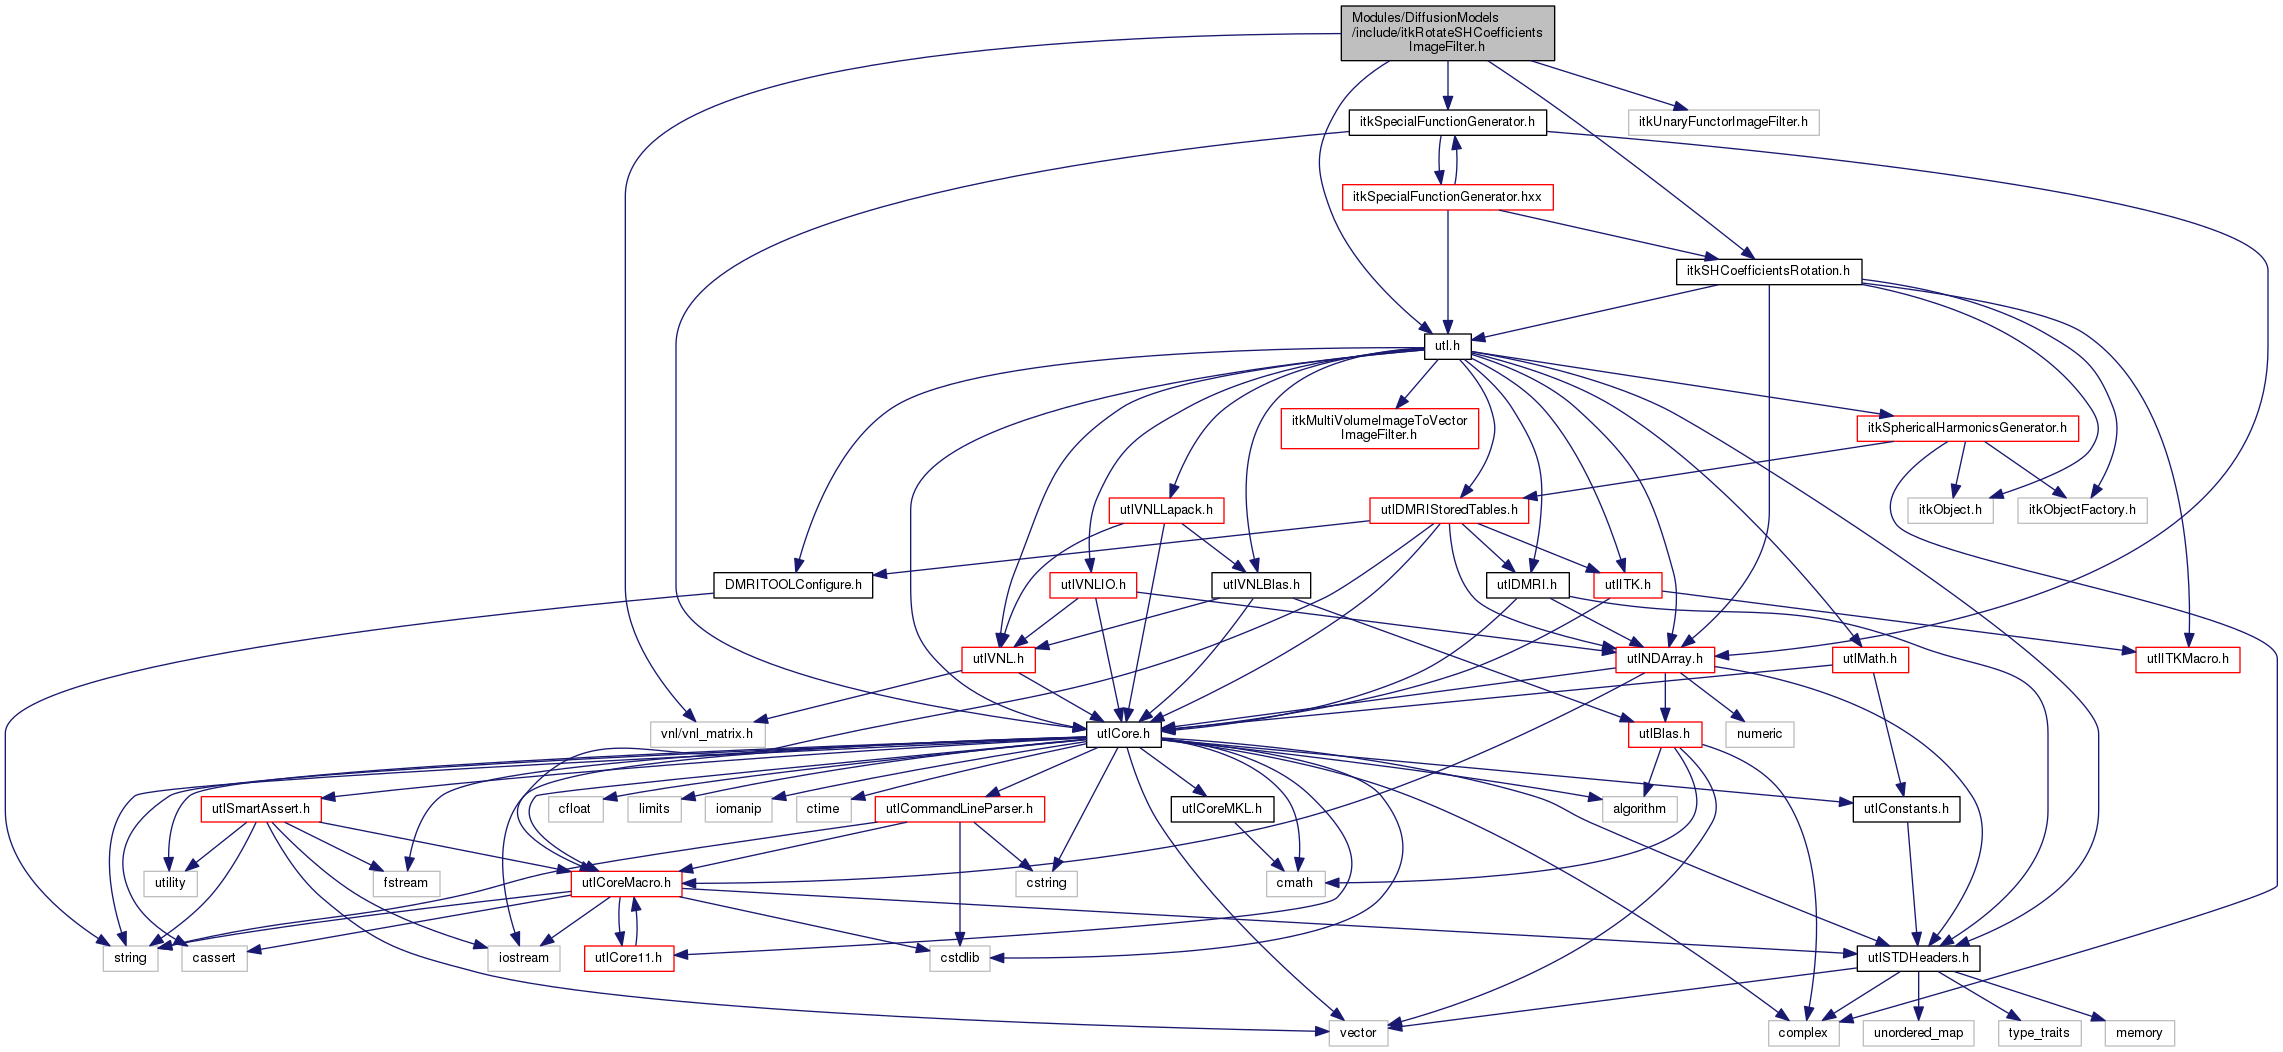 Modules/DiffusionModels
/include/itkRotateSHCoefficients
ImageFilter.h
itkSpecialFunctionGenerator.h
itkUnaryFunctorImageFilter.h
itkSpecialFunctionGenerator.hxx
itkSHCoefficientsRotation.h
utl.h
itkMultiVolumeImageToVector
ImageFilter.h
itkSphericalHarmonicsGenerator.h
utlVNLLapack.h
utlDMRIStoredTables.h
itkObject.h
itkObjectFactory.h
DMRITOOLConfigure.h
utlVNLIO.h
utlVNLBlas.h
utlDMRI.h
utlITK.h
utlVNL.h
utlNDArray.h
utlMath.h
utlITKMacro.h
vnl/vnl_matrix.h
utlCore.h
utlBlas.h
numeric
utlSmartAssert.h
cfloat
limits
iomanip
ctime
utlCommandLineParser.h
utlCoreMKL.h
algorithm
utlConstants.h
utility
fstream
utlCoreMacro.h
cstring
cmath
string
cassert
iostream
utlCore11.h
cstdlib
utlSTDHeaders.h
vector
complex
unordered_map
type_traits
memory